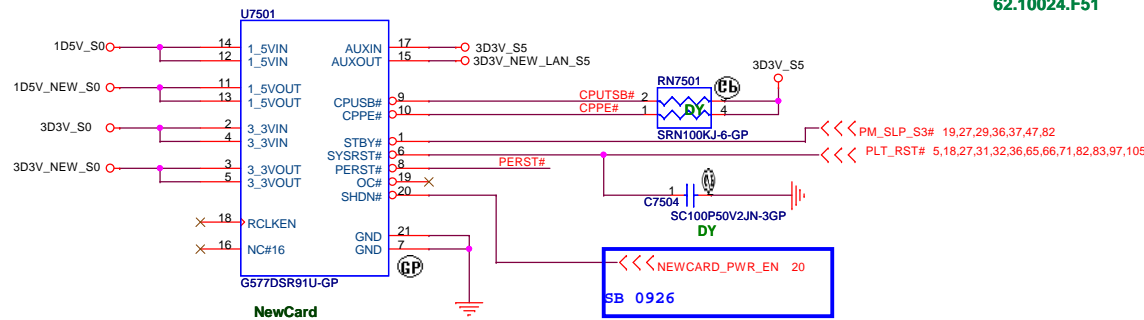 62.10024.F51
U7501
1D5V_S0
14 1_5VIN
12 1_5VIN
1D5V_NEW_S0
11 1_5VOUT
13 1_5VOUT
3D3V_S0
2 3_3VIN
4 3_3VIN
3D3V_NEW_S0
3 3_3VOUT
5 3_3VOUT
18 RCLKEN
16 NC#16
AUXIN 17 3D3V_S5
AUXOUT 15 3D3V_NEW_LAN_S5
CPUSB# 9 CPUTSB# 2
CPPE# 10 CPPE# 1 4
RN7501
DY
SRN100KJ-6-GP
3D3V_S5
STBY# 1 PM_SLP_S3# 19,27,29,36,37,47,82
SYSRST# 6 PLT_RST# 5,18,27,31,32,36,65,66,71,82,83,97,105
PERST# 8 PERST#
OC# 19
SHDN# 20
GND 21
GND 7
GP
C7504 1
SC100P50V2JN-3GP
DY
G577DSR91U-GP
NewCard
NEWCARD_PWR_EN 20
SB 0926